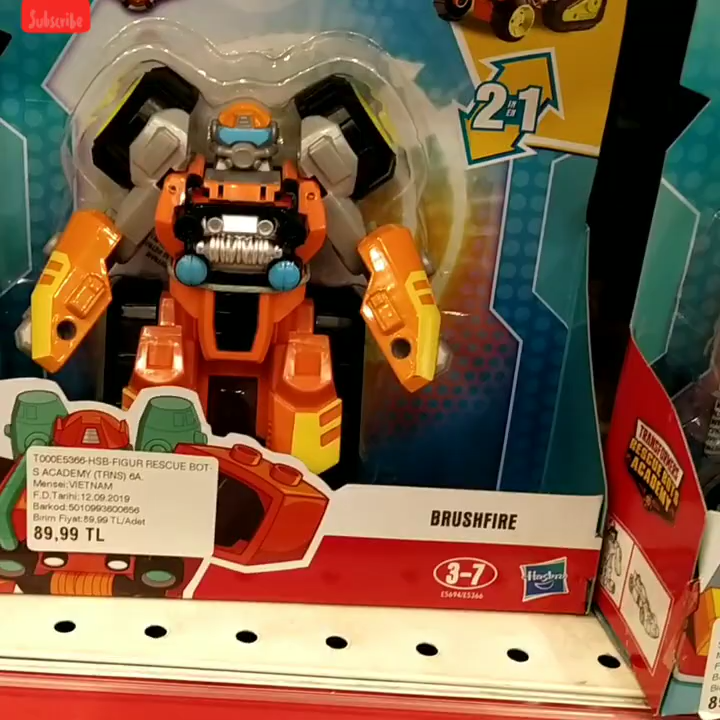 Subscribe
2 IN EN 1
T000E5366-HSB-FIGUR RESCUE BOT-
S ACADEMY (TRNS) 6A.
Menşei:VIETNAM
F.D.Tarihi:12.09.2019
Barkod:5010993600656
Birim Fiyat:89,99 TL/Adet
89,99 TL
BRUSHFIRE
3-7
E5694/E5366
Hasbro
TRANSFORMERS
RESCUE BOTS
ACADEMY